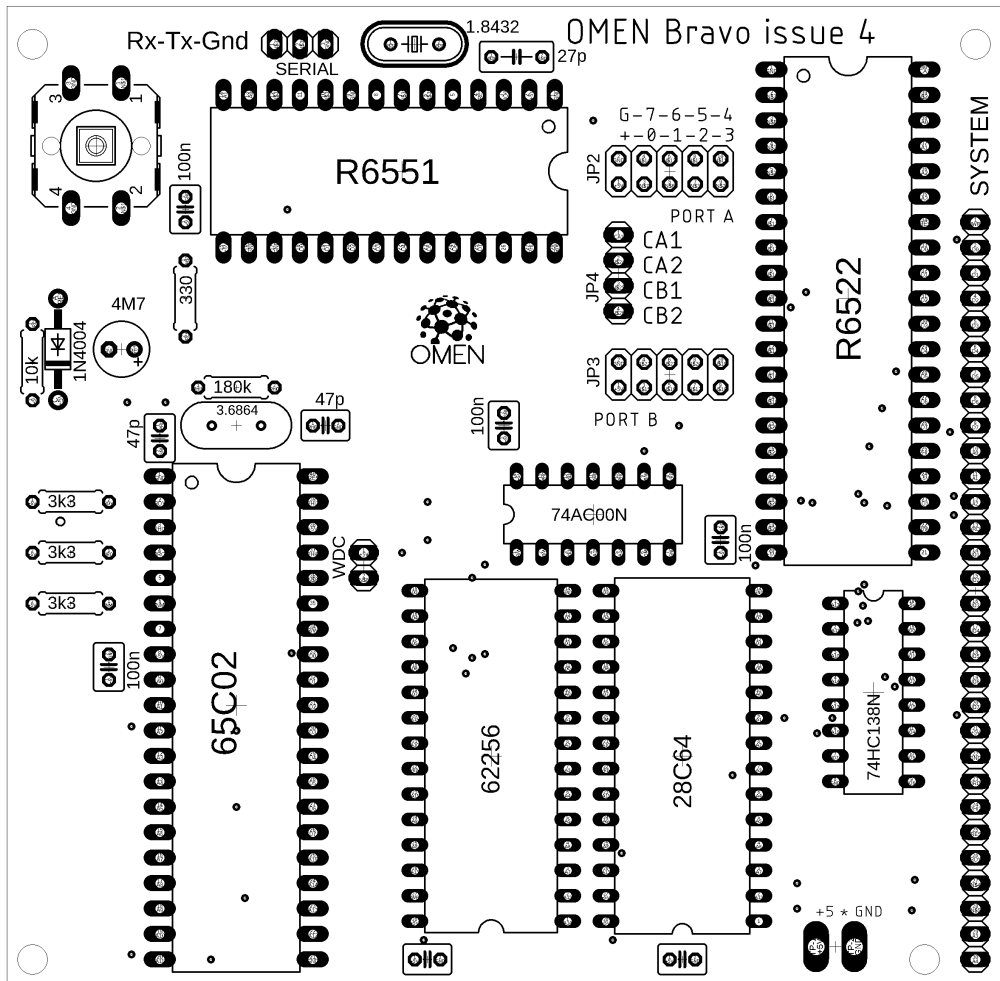 OMEN Bravo issue 4
1.8432
Rx-Tx-Gnd
SERIAL
27p
3
1
4
2
100n
R6551
G-7-6-5-4
+-0-1-2-3
JP2
PORT A
SYSTEM
CA1
CA2
CB1
CB2
JP4
R6522
330
4M7
+
1N4004
10k
OMEN
JP3
PORT B
180k
3.6864
47p
47p
100n
3k3
3k3
3k3
74AC00N
100n
WDC
100n
65C02
62256
28C64
74HC138N
+5 * GND